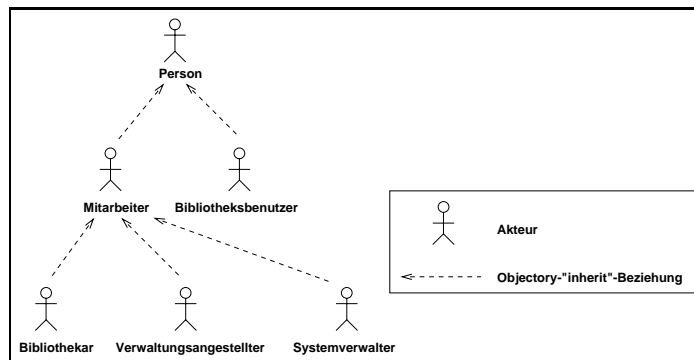 Person
Mitarbeiter
Bibliotheksbenutzer
Akteur
Objectory-"inherit"-Beziehung
Bibliothekar
Verwaltungsangestellter
Systemverwalter